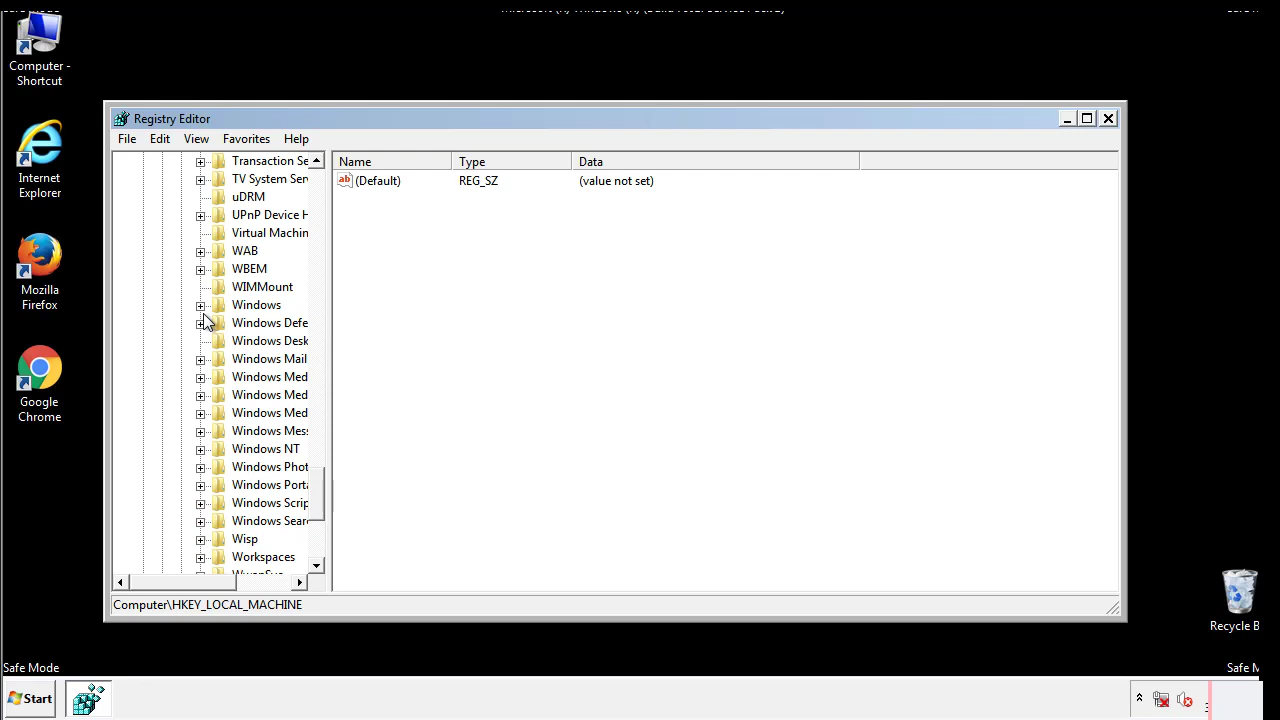 Computer -
Shortcut
Internet
Explorer
Mozilla
Firefox
Google
Chrome
Registry Editor
File Edit View Favorites Help
Transaction Se
TV System Ser
uDRM
UPnP Device H
Virtual Machin
WAB
WBEM
WIMMount
Windows
Windows Defe
Windows Desk
Windows Mail
Windows Med
Windows Med
Windows Med
Windows Mess
Windows NT
Windows Phot
Windows Porta
Windows Scrip
Windows Sear
Wisp
Workspaces
Name Type Data
(Default) REG_SZ (value not set)
Computer\HKEY_LOCAL_MACHINE
Recycle B
Safe Mode
Safe M
Start